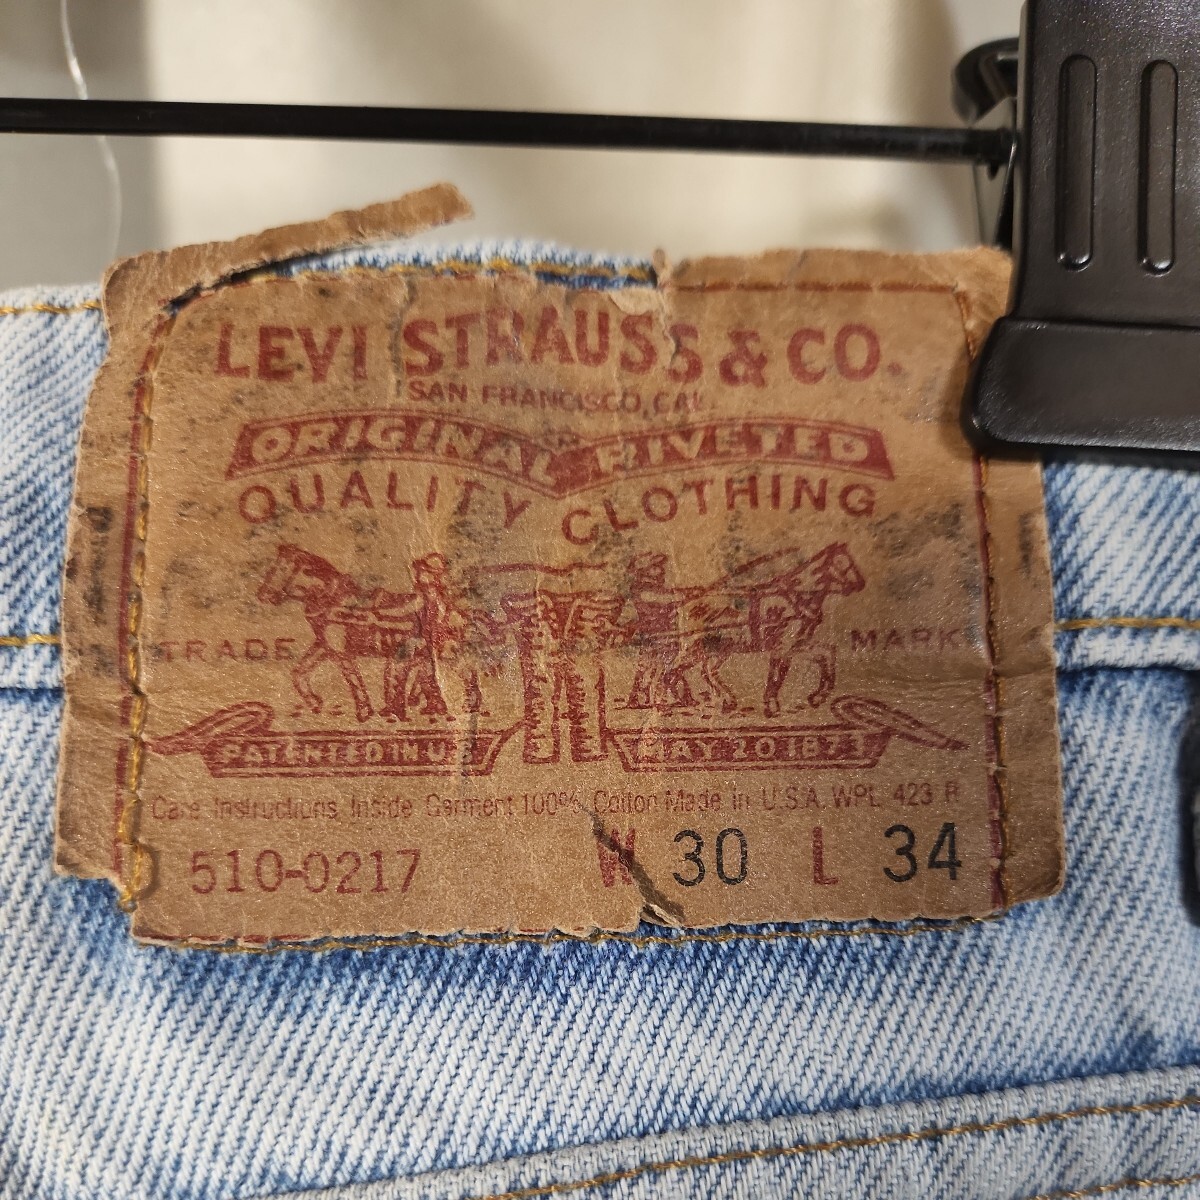 LEVI STRAUSS & CO.
SAN FRANCISCO, CAL.
ORIGINAL RIVETED
QUALITY CLOTHING
TRADE MARK
PATENTED IN U.S. MAY 20 1873
Care Instructions Inside Garment 100% Cotton Made in U.S.A. WPL 423 R
510-0217 W 30 L 34